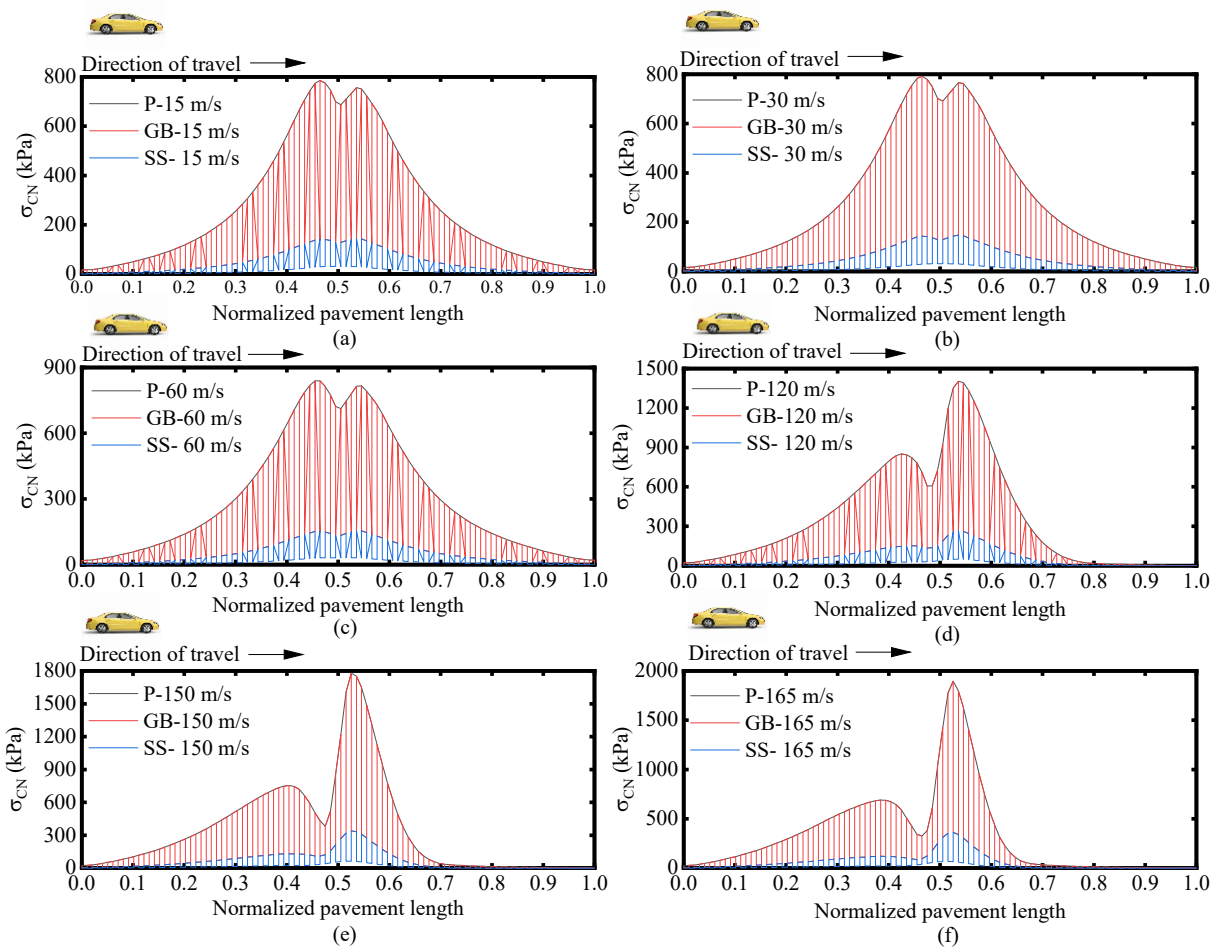 Direction of travel
800
600
400
200
0
σCN (kPa)
P-15 m/s
GB-15 m/s
SS- 15 m/s
0.0 0.1 0.2 0.3 0.4 0.5 0.6 0.7 0.8 0.9 1.0
Normalized pavement length
(a)
Direction of travel
800
600
400
200
0
σCN (kPa)
P-30 m/s
GB-30 m/s
SS- 30 m/s
0.0 0.1 0.2 0.3 0.4 0.5 0.6 0.7 0.8 0.9 1.0
Normalized pavement length
(b)
Direction of travel
900
600
300
0
σCN (kPa)
P-60 m/s
GB-60 m/s
SS- 60 m/s
0.0 0.1 0.2 0.3 0.4 0.5 0.6 0.7 0.8 0.9 1.0
Normalized pavement length
(c)
Direction of travel
1500
1200
900
600
300
0
σCN (kPa)
P-120 m/s
GB-120 m/s
SS- 120 m/s
0.0 0.1 0.2 0.3 0.4 0.5 0.6 0.7 0.8 0.9 1.0
Normalized pavement length
(d)
Direction of travel
1800
1500
1200
900
600
300
0
σCN (kPa)
P-150 m/s
GB-150 m/s
SS- 150 m/s
0.0 0.1 0.2 0.3 0.4 0.5 0.6 0.7 0.8 0.9 1.0
Normalized pavement length
(e)
Direction of travel
2000
1500
1000
500
0
σCN (kPa)
P-165 m/s
GB-165 m/s
SS- 165 m/s
0.0 0.1 0.2 0.3 0.4 0.5 0.6 0.7 0.8 0.9 1.0
Normalized pavement length
(f)